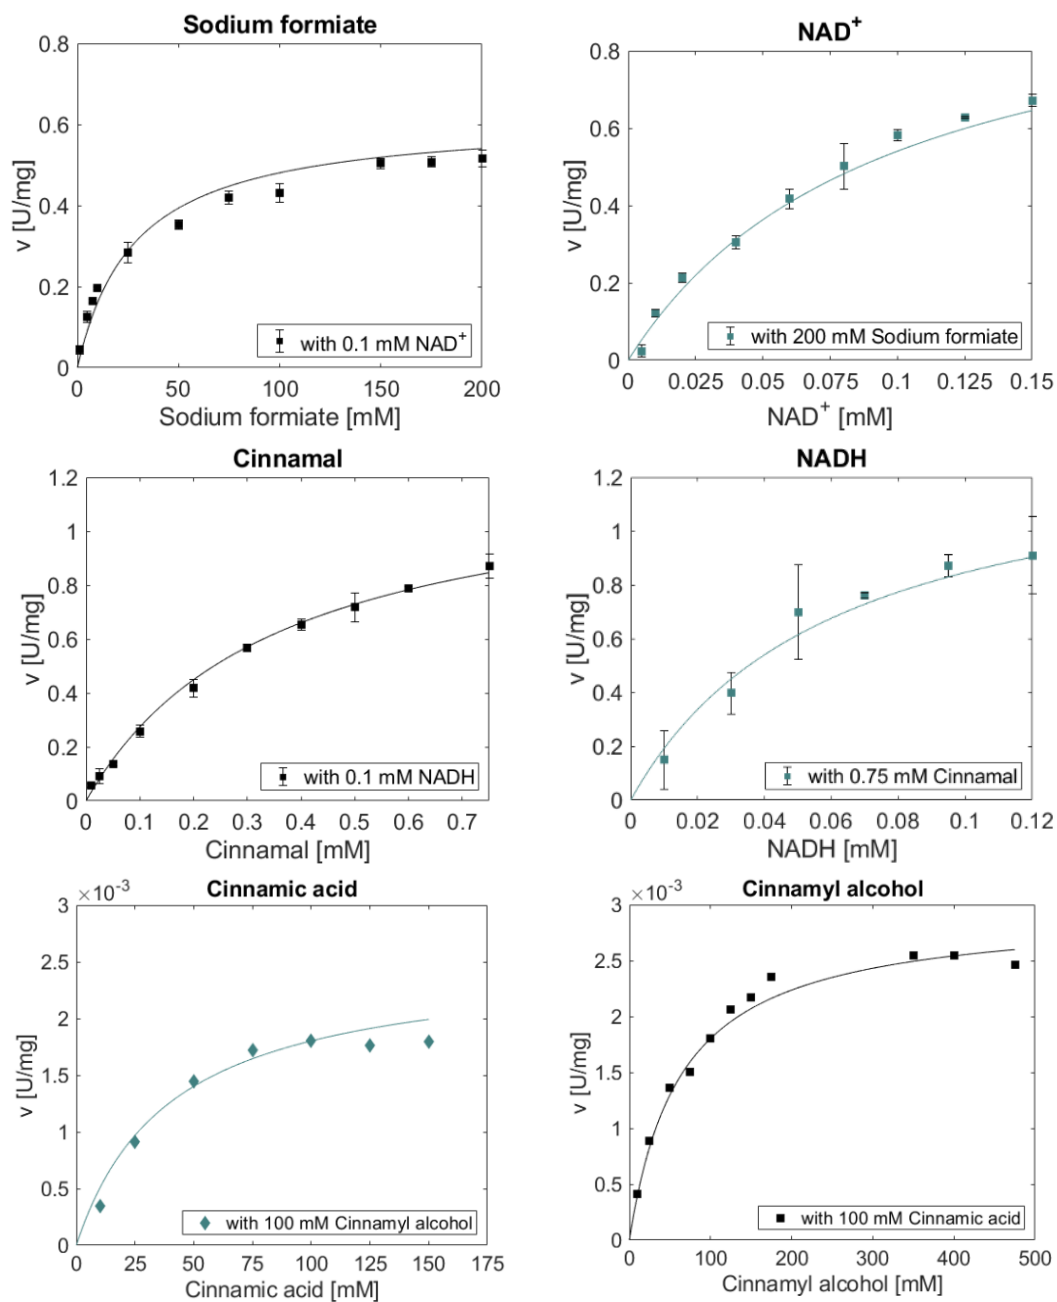 Sodium formiate
0.8
0.6
0.4
0.2
0
v [U/mg]
with 0.1 mM NAD⁺
0 50 100 150 200
Sodium formiate [mM]
NAD⁺
0.8
0.6
0.4
0.2
0
v [U/mg]
with 200 mM Sodium formiate
0 0.025 0.05 0.075 0.1 0.125 0.15
NAD⁺ [mM]
Cinnamal
1.2
1
0.8
0.6
0.4
0.2
0
v [U/mg]
with 0.1 mM NADH
0 0.1 0.2 0.3 0.4 0.5 0.6 0.7
Cinnamal [mM]
NADH
1.2
1
0.8
0.6
0.4
0.2
0
v [U/mg]
with 0.75 mM Cinnamal
0 0.02 0.04 0.06 0.08 0.1 0.12
NADH [mM]
Cinnamic acid
×10⁻³
3
2.5
2
1.5
1
0.5
0
v [U/mg]
with 100 mM Cinnamyl alcohol
0 25 50 75 100 125 150 175
Cinnamic acid [mM]
Cinnamyl alcohol
×10⁻³
3
2.5
2
1.5
1
0.5
0
v [U/mg]
with 100 mM Cinnamic acid
0 100 200 300 400 500
Cinnamyl alcohol [mM]